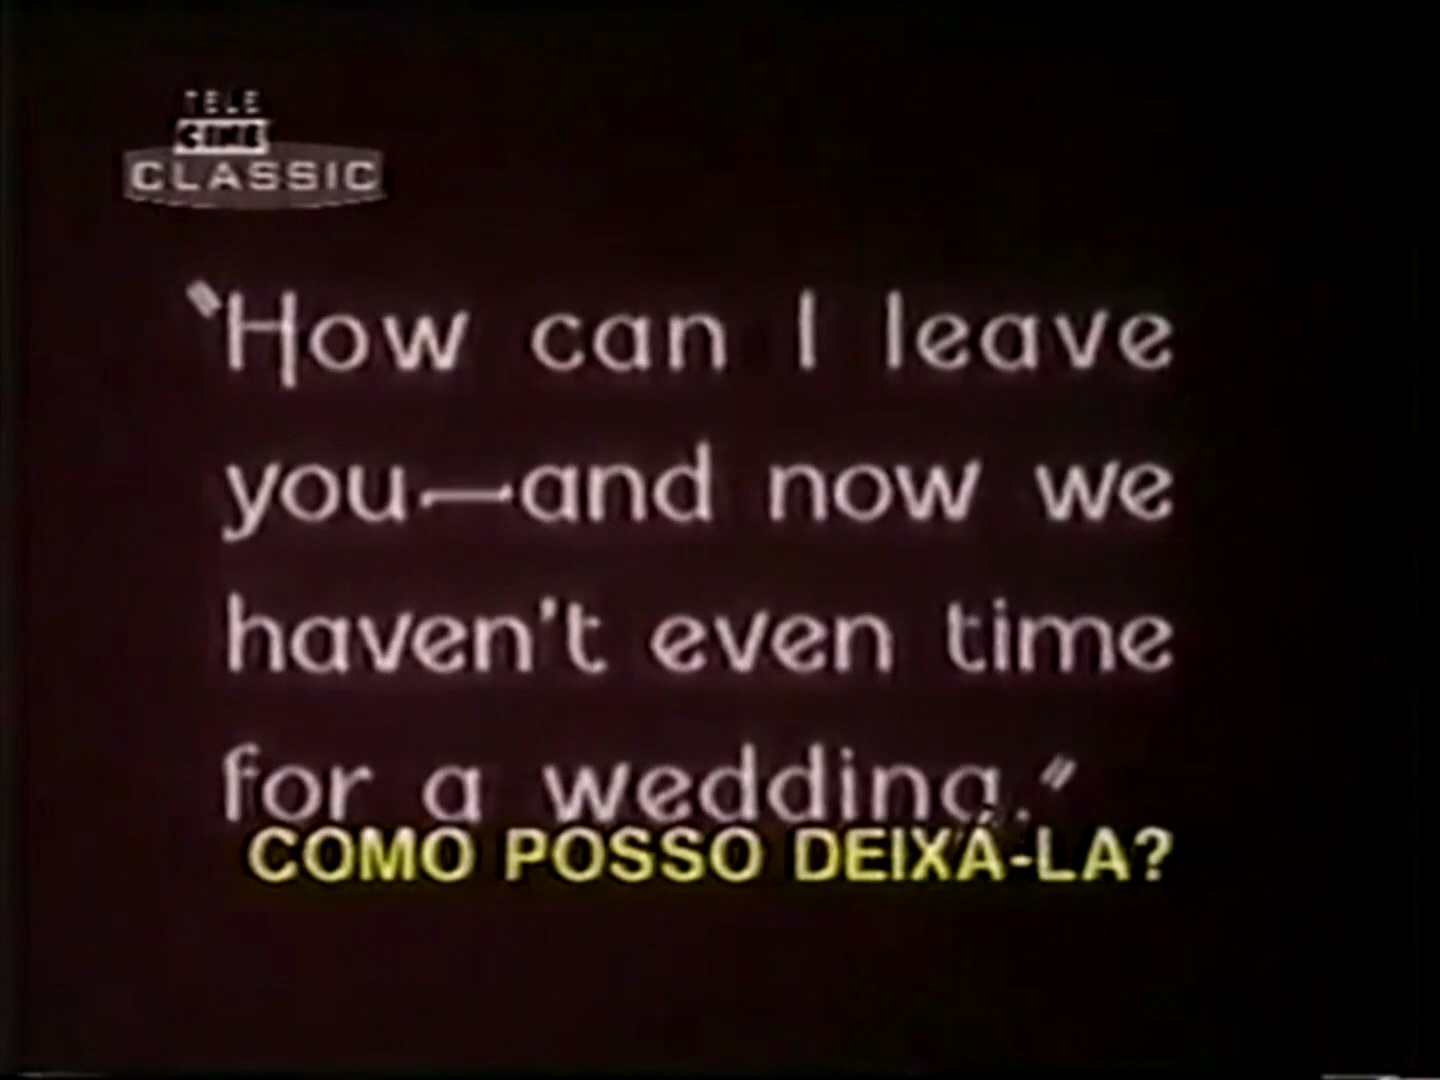 TELE
CINE
CLASSIC
"How can I leave
you—and now we
haven't even time
for a wedding."
COMO POSSO DEIXÁ-LA?